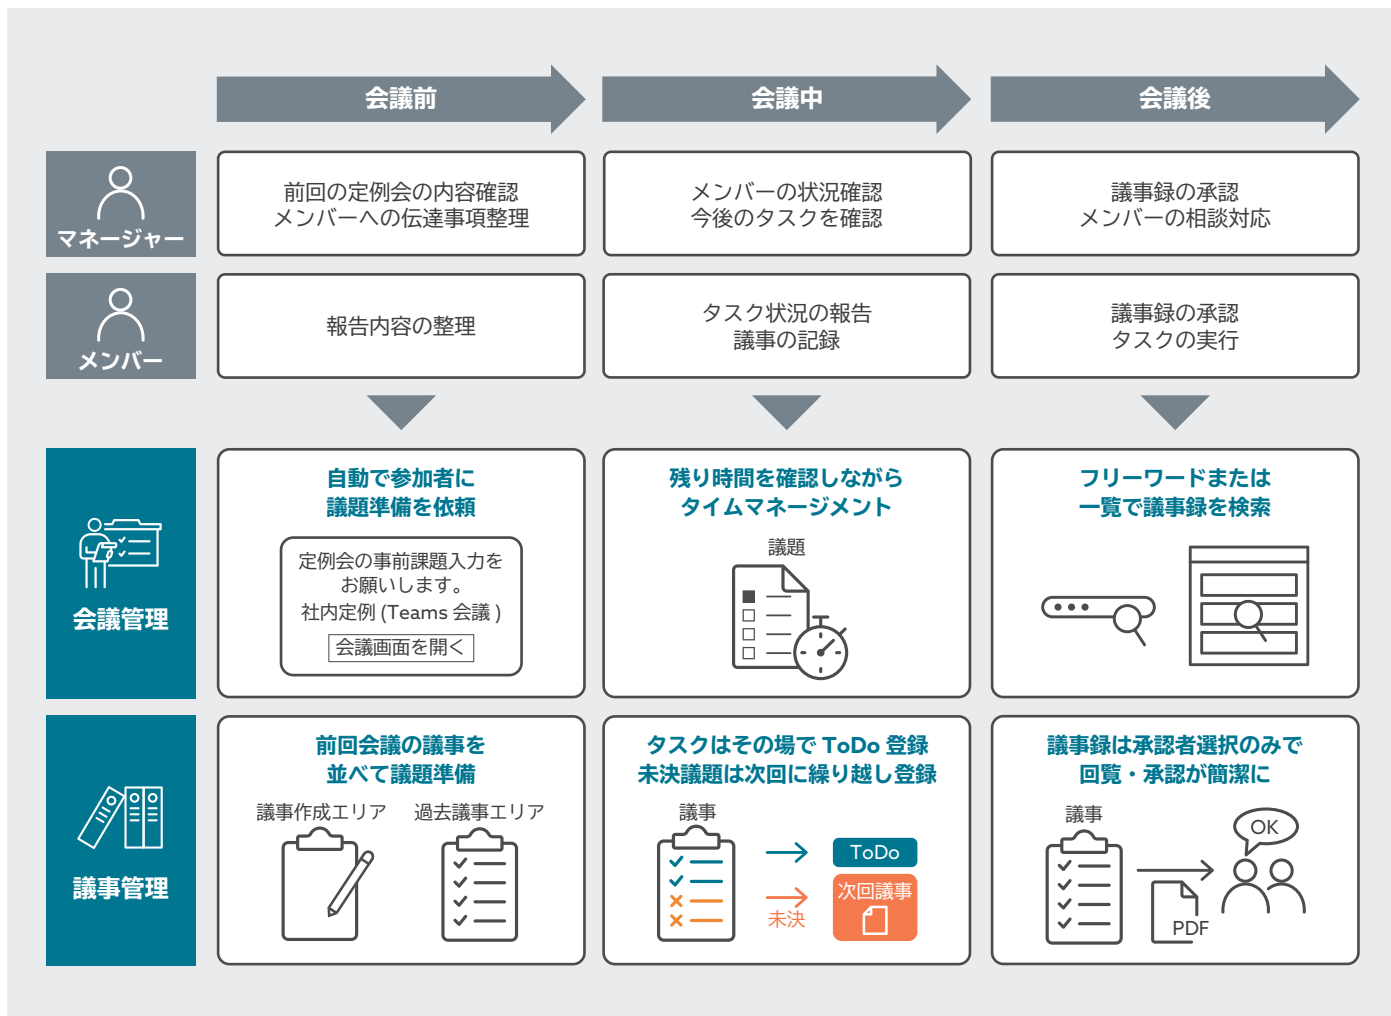 会議前
会議中
会議後
マネージャー
前回の定例会の内容確認
メンバーへの伝達事項整理
メンバーの状況確認
今後のタスクを確認
議事録の承認
メンバーの相談対応
メンバー
報告内容の整理
タスク状況の報告
議事の記録
議事録の承認
タスクの実行
会議管理
自動で参加者に
議題準備を依頼
定例会の事前課題入力を
お願いします。
社内定例 (Teams 会議 )
会議画面を開く
残り時間を確認しながら
タイムマネージメント
議題
フリーワードまたは
一覧で議事録を検索
議事管理
前回会議の議事を
並べて議題準備
議事作成エリア
過去議事エリア
タスクはその場で ToDo 登録
未決議題は次回に繰り越し登録
議事
ToDo
次回議事
未決
議事録は承認者選択のみで
回覧・承認が簡潔に
議事
OK
PDF